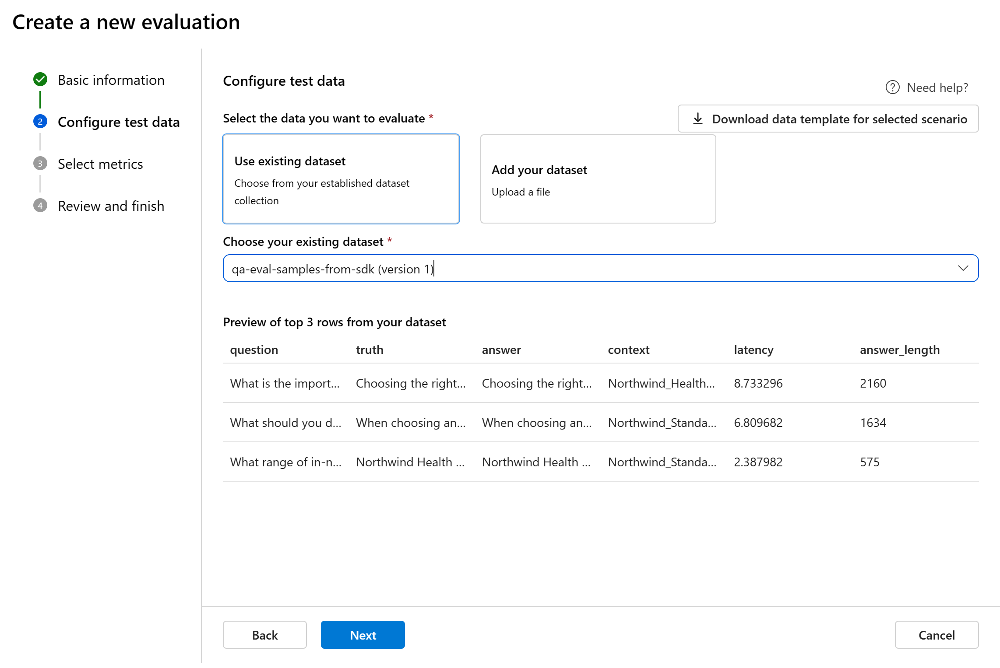 Create a new evaluation
Basic information
2 Configure test data
3 Select metrics
4 Review and finish
Configure test data
? Need help?
Select the data you want to evaluate *
Download data template for selected scenario
Use existing dataset
Choose from your established dataset
collection
Add your dataset
Upload a file
Choose your existing dataset *
qa-eval-samples-from-sdk (version 1)
Preview of top 3 rows from your dataset
question truth answer context latency answer_length
What is the import... Choosing the right... Choosing the right... Northwind_Health... 8.733296 2160
What should you d... When choosing an... When choosing an... Northwind_Standa... 6.809682 1634
What range of in-n... Northwind Health ... Northwind Health ... Northwind_Standa... 2.387982 575
Back Next Cancel